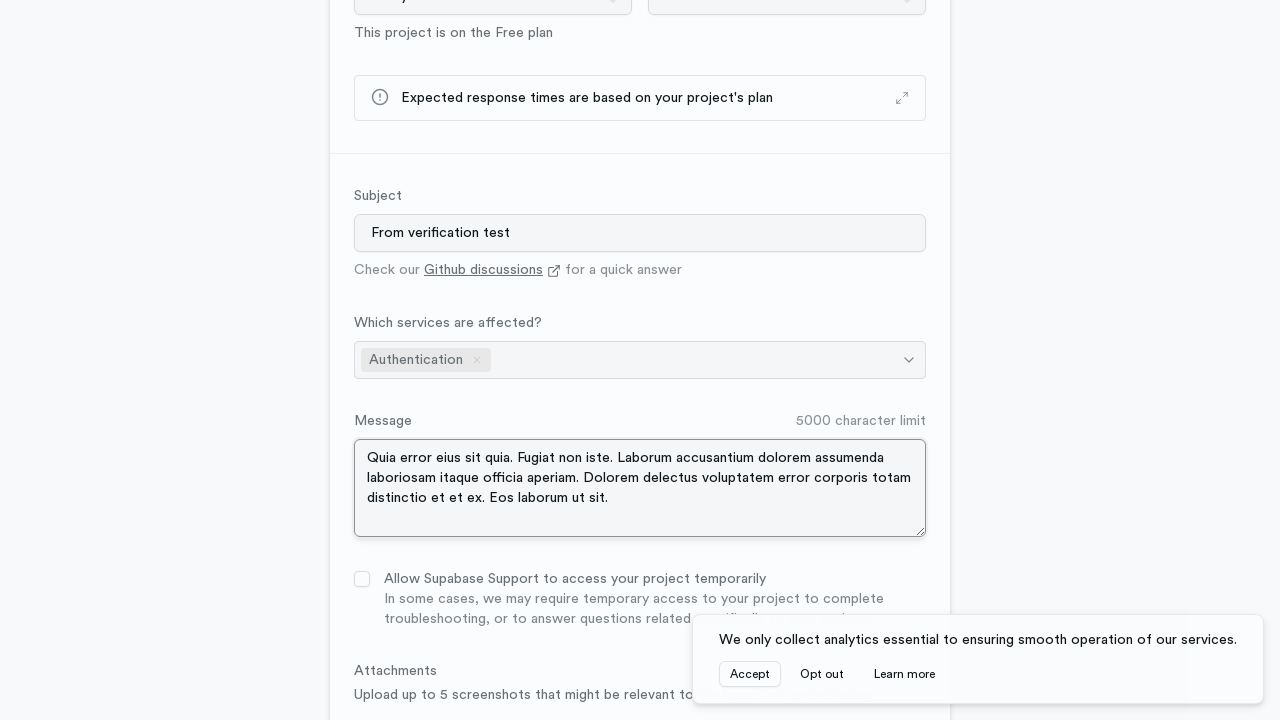 This project is on the Free plan
Expected response times are based on your project's plan
Subject
From verification test
Check our Github discussions for a quick answer
Which services are affected?
Authentication
Message
5000 character limit
Quia error eius sit quia. Fugiat non iste. Laborum accusantium dolorem assumenda
laboriosam itaque officia aperiam. Dolorem delectus voluptatem error corporis totam
distinctio et et ex. Eos laborum ut sit.
Allow Supabase Support to access your project temporarily
In some cases, we may require temporary access to your project to complete
troubleshooting, or to answer questions related
We only collect analytics essential to ensuring smooth operation of our services.
Accept
Opt out
Learn more
Attachments
Upload up to 5 screenshots that might be relevant to